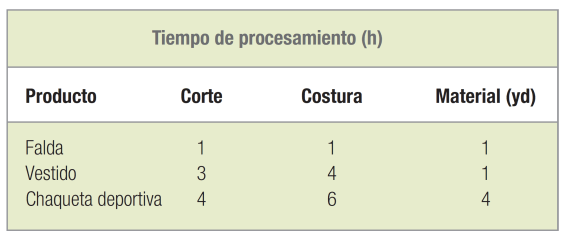 Tiempo de procesamiento (h)
Producto Corte Costura Material (yd)
Falda 1 1 1
Vestido 3 4 1
Chaqueta deportiva 4 6 4